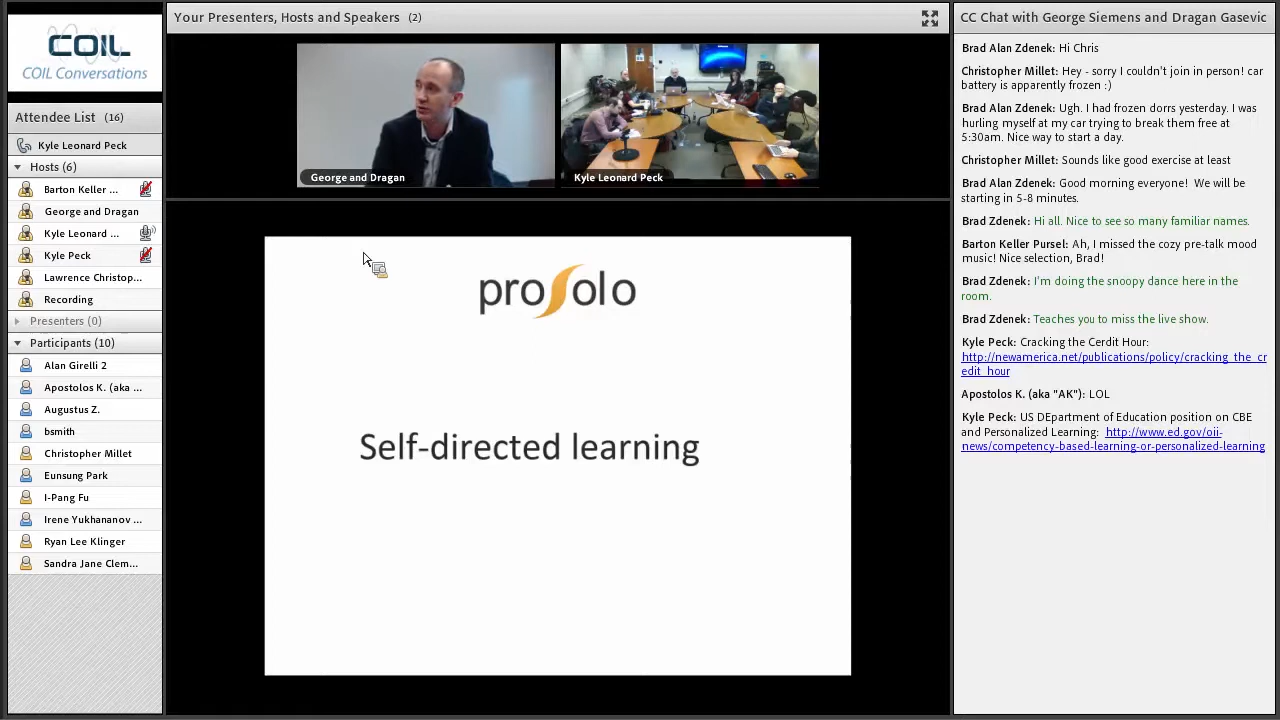 COIL
COIL Conversations
Attendee List (16)
Kyle Leonard Peck
Hosts (6)
Barton Keller ...
George and Dragan
Kyle Leonard ...
Kyle Peck
Lawrence Christop...
Recording
Presenters (0)
Participants (10)
Alan Girelli 2
Apostolos K. (aka ...
Augustus Z.
bsmith
Christopher Millet
Eunsung Park
I-Pang Fu
Irene Yukhananov ...
Ryan Lee Klinger
Sandra Jane Clem...
Your Presenters, Hosts and Speakers (2)
George and Dragan
Kyle Leonard Peck
prosolo
Self-directed learning
CC Chat with George Siemens and Dragan Gasevic
Brad Alan Zdenek: Hi Chris
Christopher Millet: Hey - sorry I couldn't join in person! car
battery is apparently frozen :)
Brad Alan Zdenek: Ugh. I had frozen dorrs yesterday. I was
hurling myself at my car trying to break them free at
5:30am. Nice way to start a day.
Christopher Millet: Sounds like good exercise at least
Brad Alan Zdenek: Good morning everyone! We will be
starting in 5-8 minutes.
Brad Zdenek: Hi all. Nice to see so many familiar names.
Barton Keller Pursel: Ah, I missed the cozy pre-talk mood
music! Nice selection, Brad!
Brad Zdenek: I'm doing the snoopy dance here in the
room.
Brad Zdenek: Teaches you to miss the live show.
Kyle Peck: Cracking the Cerdit Hour:
http://newamerica.net/publications/policy/cracking_the_cr
edit_hour
Apostolos K. (aka "AK"): LOL
Kyle Peck: US DEpartment of Education position on CBE
and Personalized Learning: http://www.ed.gov/oii-
news/competency-based-learning-or-personalized-learning